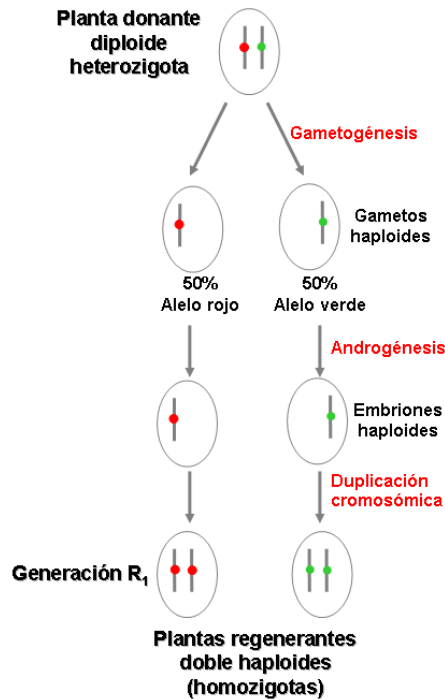 Planta donante
diploide
heterozigota
Gametogénesis
Gametos
haploides
50%
Alelo rojo
50%
Alelo verde
Androgénesis
Embriones
haploides
Duplicación
cromosómica
Generación R1
Plantas regenerantes
doble haploides
(homozigotas)